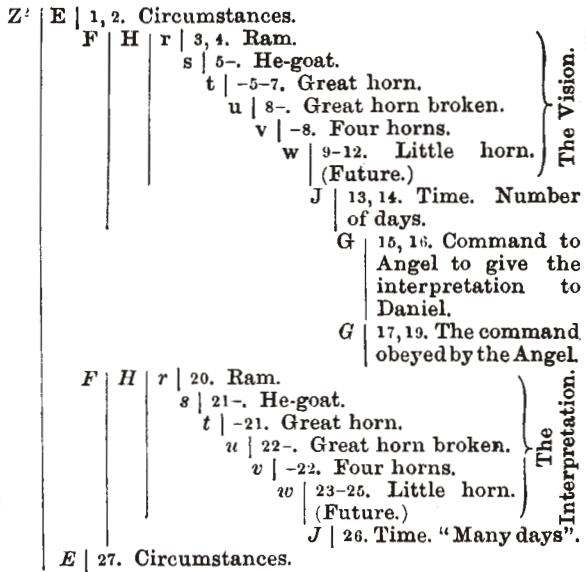 Z² | E | 1, 2. Circumstances.
F | H | r | 3, 4. Ram.
s | 5-. He-goat.
t | -5-7. Great horn.
u | 8-. Great horn broken.
v | -8. Four horns.
w | 9-12. Little horn.
(Future.)
The Vision.
J | 13, 14. Time. Number
of days.
G | 15, 16. Command to
Angel to give the
interpretation to
Daniel.
G | 17, 19. The command
obeyed by the Angel.
F | H | r | 20. Ram.
s | 21-. He-goat.
t | -21. Great horn.
u | 22-. Great horn broken.
v | -22. Four horns.
w | 23-25. Little horn.
(Future.)
The
Interpretation.
J | 26. Time. "Many days".
E | 27. Circumstances.